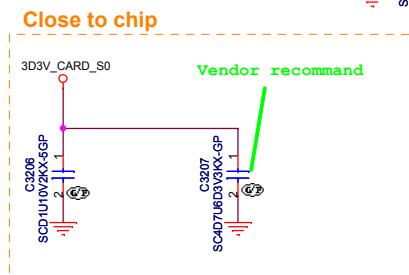 Close to chip
3D3V_CARD_S0
Vendor recommand
C3206
SCD1U10V2KX-5GP
1
2
G/P
C3207
SC4D7U6D3V3KX-GP
1
2
G/P